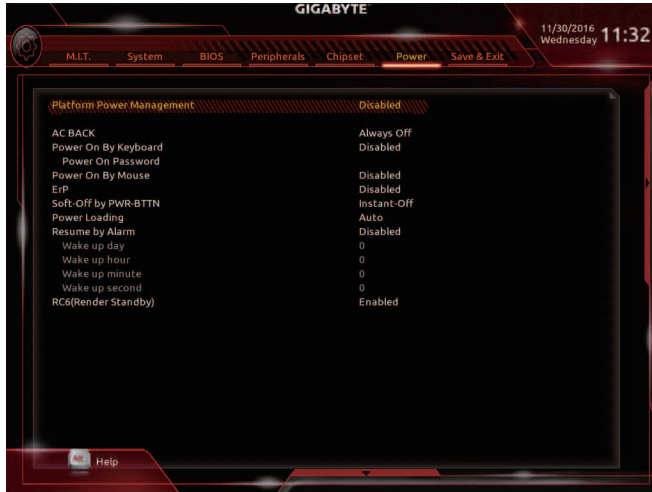 GIGABYTE™
11/30/2016 Wednesday 11:32
M.I.T. System BIOS Peripherals Chipset Power Save & Exit
Platform Power Management Disabled
AC BACK Always Off
Power On By Keyboard Disabled
Power On Password
Power On By Mouse Disabled
ErP Disabled
Soft-Off by PWR-BTTN Instant-Off
Power Loading Auto
Resume by Alarm Disabled
Wake up day 0
Wake up hour 0
Wake up minute 0
Wake up second 0
RC6(Render Standby) Enabled
Alt Help